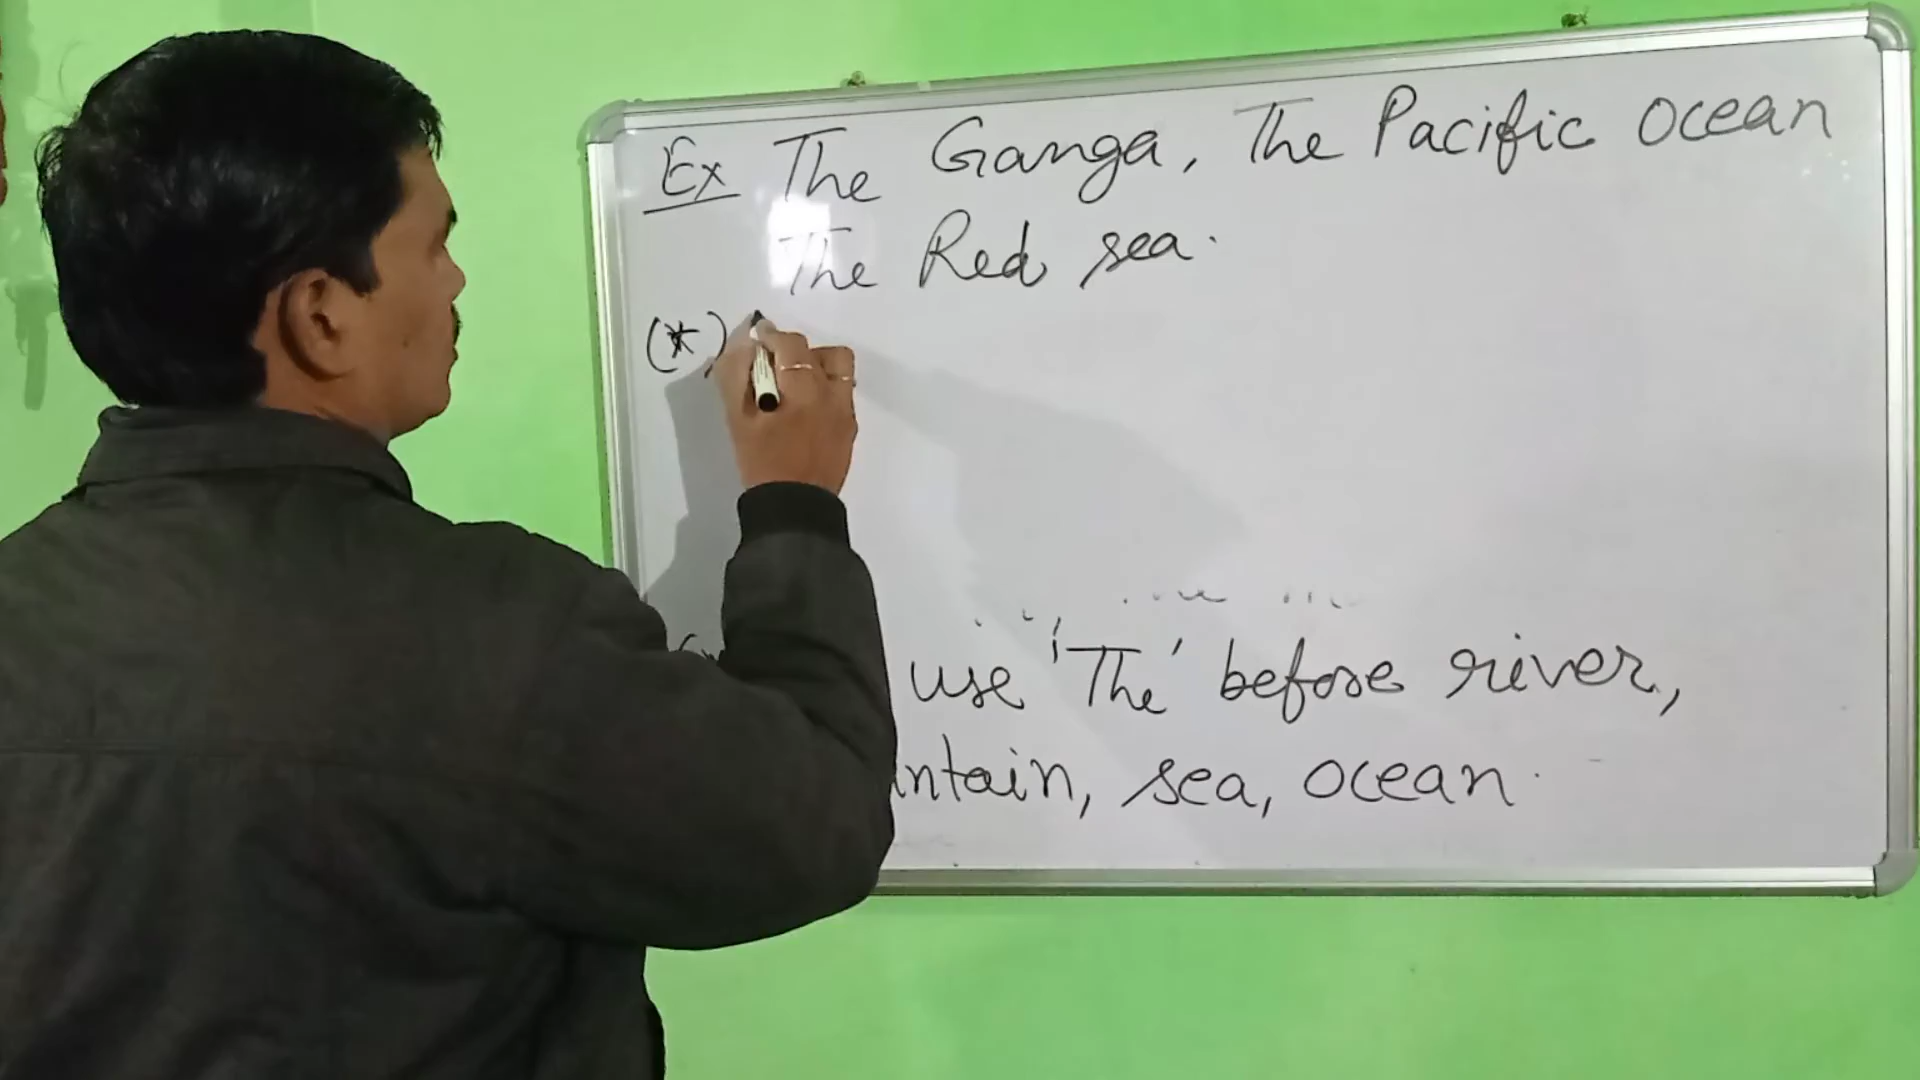 Ex The Ganga, The Pacific ocean
The Red sea.
(*)
use 'The' before river,
ntain, sea, ocean.